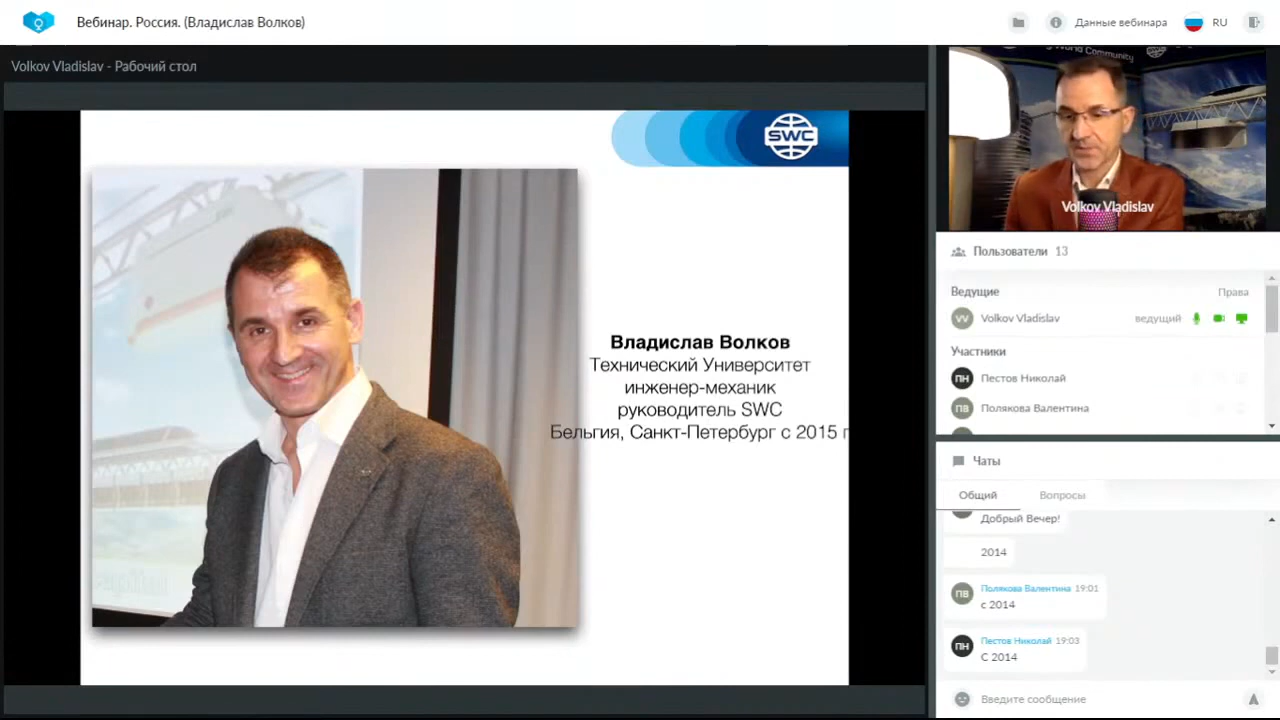 Вебинар. Россия. (Владислав Волков)
Данные вебинара
RU
Volkov Vladislav - Рабочий стол
SWC
Владислав Волков
Технический Университет
инженер-механик
руководитель SWC
Бельгия, Санкт-Петербург с 2015 г
World Community
Volkov Vladislav
Пользователи 13
Ведущие Права
VV Volkov Vladislav ведущий
Участники
ПН Пестов Николай
ПВ Полякова Валентина
Чаты
Общий Вопросы
Добрый Вечер!
2014
ПВ Полякова Валентина 19:01
с 2014
ПН Пестов Николай 19:03
С 2014
Введите сообщение